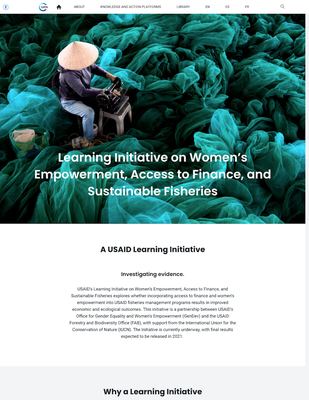 ABOUT
KNOWLEDGE AND ACTION PLATFORMS
LIBRARY
EN
ES
FR
Learning Initiative on Women's
Empowerment, Access to Finance, and
Sustainable Fisheries
A USAID Learning Initiative
Investigating evidence.
USAID's Learning Initiative on Women's Empowerment, Access to Finance, and
Sustainable Fisheries explores whether incorporating access to finance and women's
empowerment into USAID fisheries management programs results in improved
economic and ecological outcomes. This initiative is a partnership between USAID's
Office for Gender Equality and Women's Empowerment (GenDev) and the USAID
Forestry and Biodiversity Office (FAB), with support from the International Union for the
Conservation of Nature (IUCN). The Initiative is currently underway, with final results
expected to be released in 2021.
Why a Learning Initiative